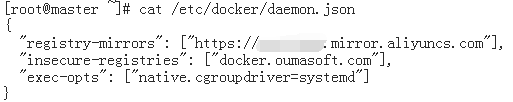 [root@master ~]# cat /etc/docker/daemon.json
{
  "registry-mirrors": ["https://.mirror.aliyuncs.com"],
  "insecure-registries": ["docker.oumasoft.com"],
  "exec-opts": ["native.cgroupdriver=systemd"]
}